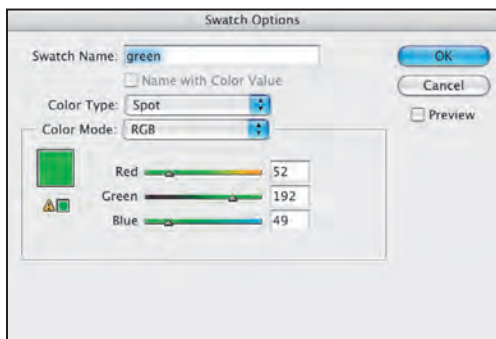 Swatch Options
Swatch Name: green
Name with Color Value
Color Type: Spot
Color Mode: RGB
Red 52
Green 192
Blue 49
OK
Cancel
Preview